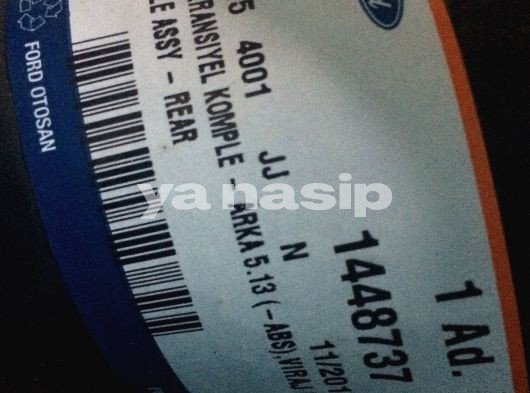 FORD OTOSAN
5 4001 JJ N
KOMPLE - ARKA 5.13 (-ABS), VIRAJ
ASSY - REAR
11/201
1448737
1 Ad.
ya nasip